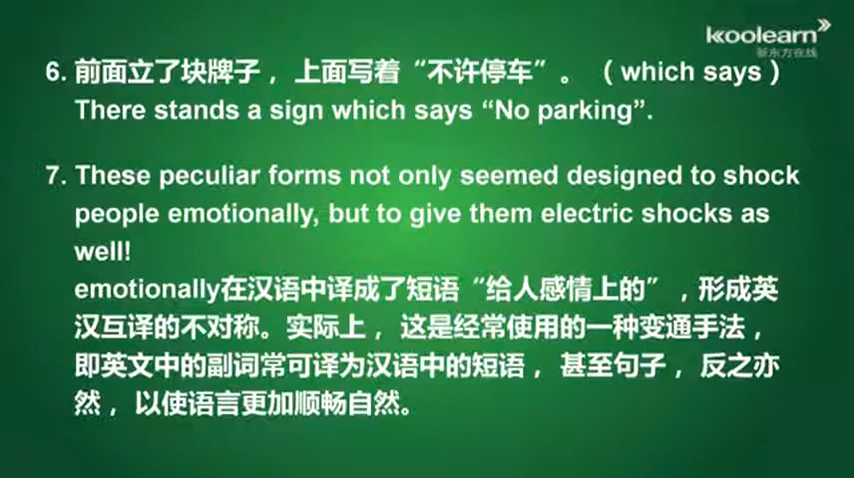 koolearn
新东方在线
6. 前面立了块牌子，上面写着“不许停车”。（which says）
There stands a sign which says “No parking”.
7. These peculiar forms not only seemed designed to shock
people emotionally, but to give them electric shocks as
well!
emotionally在汉语中译成了短语“给人感情上的”，形成英
汉互译的不对称。实际上，这是经常使用的一种变通手法，
即英文中的副词常可译为汉语中的短语，甚至句子，反之亦
然，以使语言更加顺畅自然。